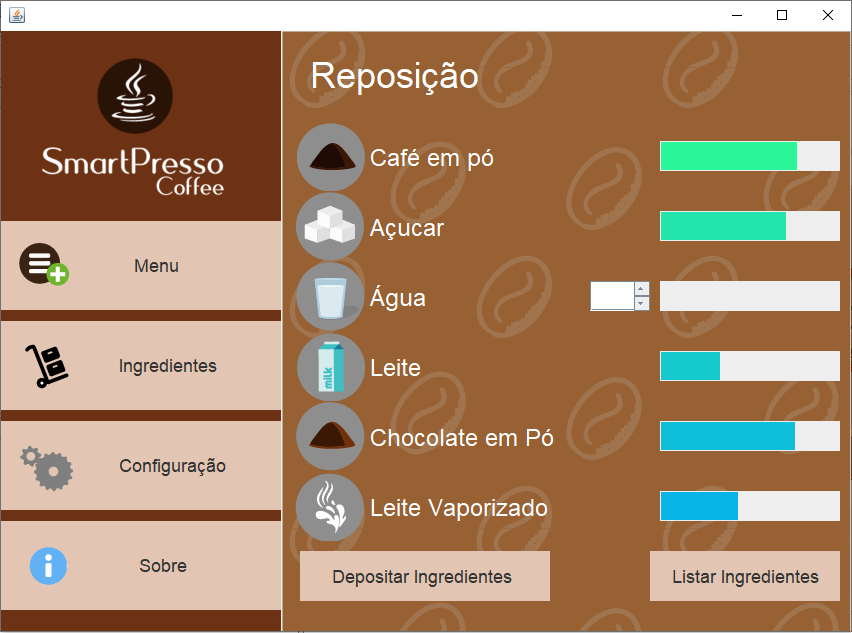 SmartPresso
Coffee
Menu
Ingredientes
Configuração
Sobre
Reposição
Café em pó
Açucar
Água
Leite
milk
Chocolate em Pó
Leite Vaporizado
Depositar Ingredientes
Listar Ingredientes